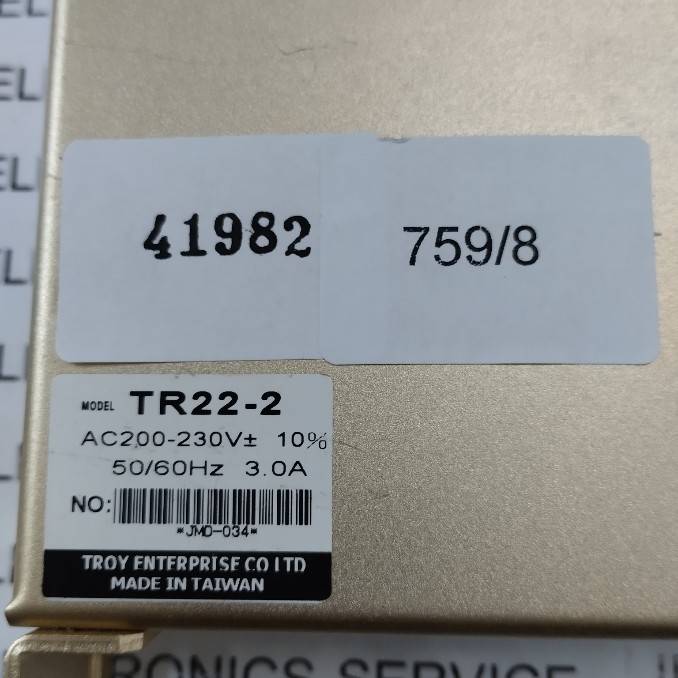 41982
759/8
MODEL TR22-2
AC200-230V± 10%
50/60Hz 3.0A
NO:
*JMD-034*
TROY ENTERPRISE CO LTD
MADE IN TAIWAN
RONICS SERVICE